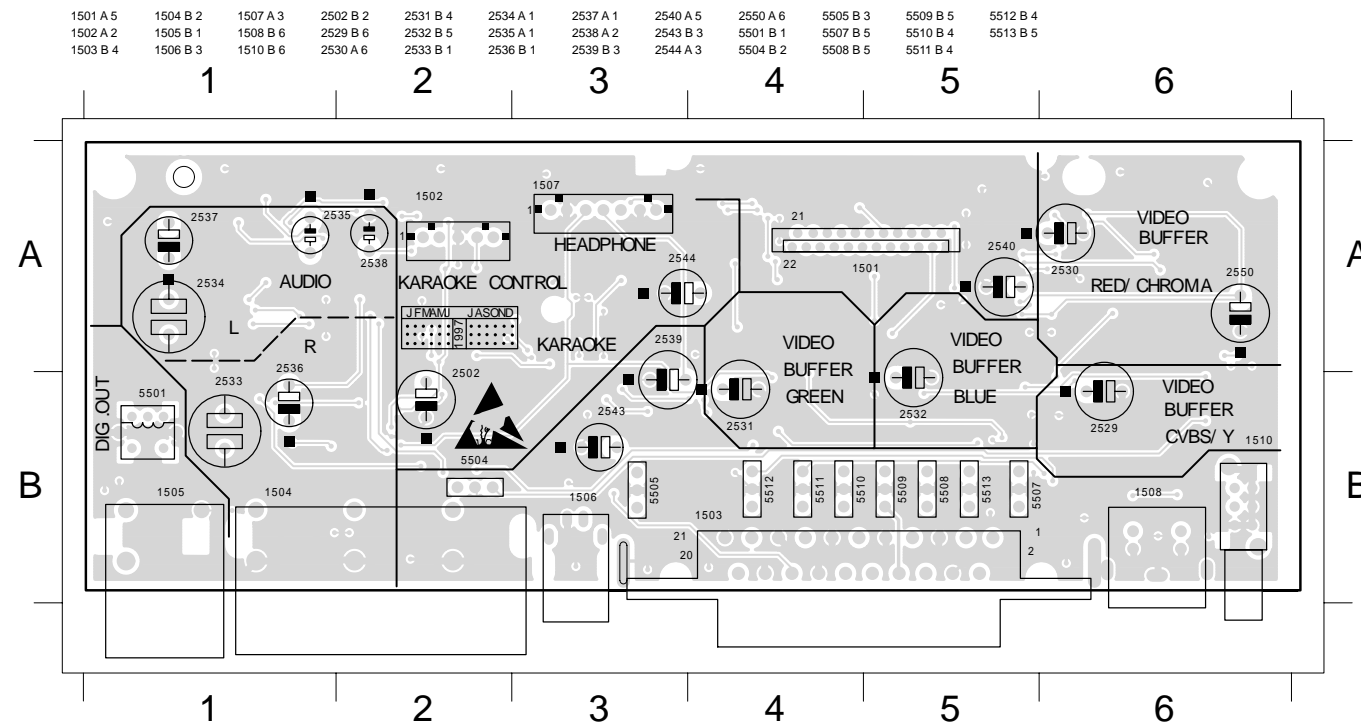 1501 A 5 1504 B 2 1507 A 3 2502 B 2 2531 B 4 2534 A 1 2537 A 1 2540 A 5 2550 A 6 5505 B 3 5509 B 5 5512 B 4
1502 A 2 1505 B 1 1508 B 6 2529 B 6 2532 B 5 2535 A 1 2538 A 2 2543 B 3 5501 B 1 5507 B 5 5510 B 4 5513 B 5
1503 B 4 1506 B 3 1510 B 6 2530 A 6 2533 B 1 2536 B 1 2539 B 3 2544 A 3 5504 B 2 5508 B 5 5511 B 4
1 2 3 4 5 6
A
A
2537
2535
2538
1502
1
1507
1
HEADPHONE
21
22
1501
2540
2530
VIDEO
BUFFER
RED/ CHROMA
2550
2534
AUDIO
KARAOKE CONTROL
2544
JFMAMJ
1997
JASOND
L
R
KARAOKE
2539
VIDEO
BUFFER
GREEN
VIDEO
BUFFER
BLUE
2536
2533
2502
5501
DIG .OUT
2543
2531
2532
2529
VIDEO
BUFFER
CVBS/ Y
1510
5504
B
B
1505
1504
1506
5505
1503
5512
5511
5510
5509
5508
5513
5507
1508
21
20
1
2
1 2 3 4 5 6